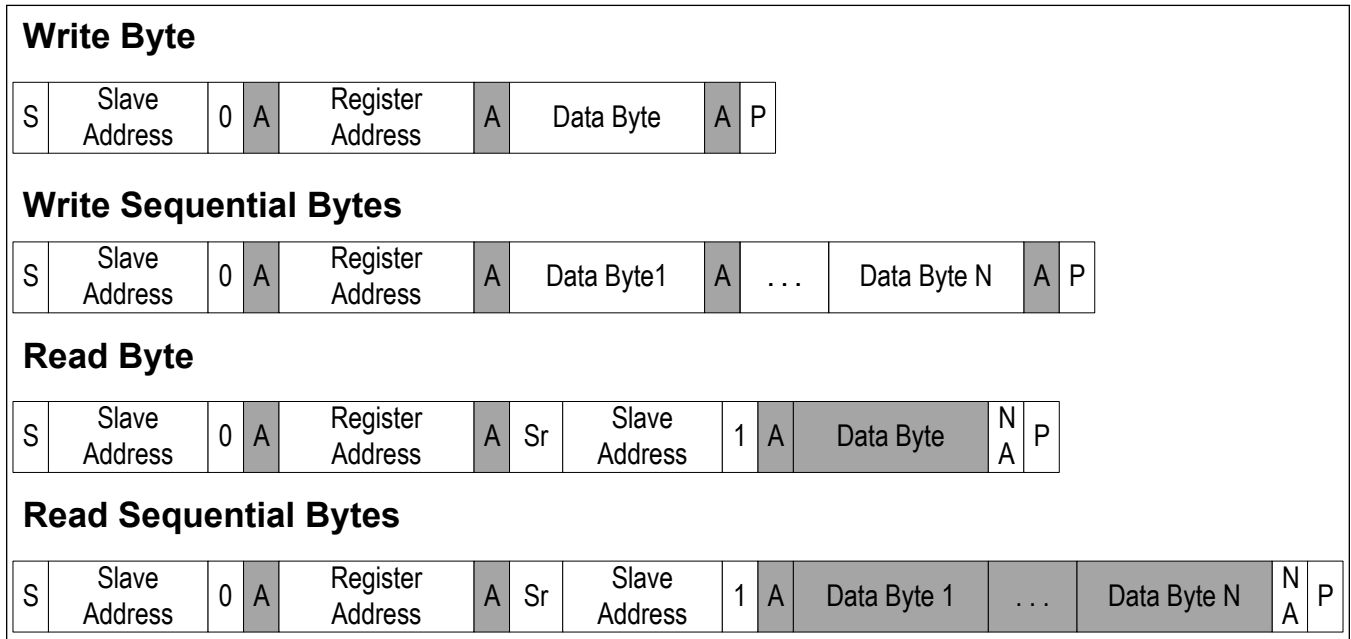 Write Byte
S Slave Address 0 A Register Address A Data Byte A P
Write Sequential Bytes
S Slave Address 0 A Register Address A Data Byte1 A . . . Data Byte N A P
Read Byte
S Slave Address 0 A Register Address A Sr Slave Address 1 A Data Byte N A P
Read Sequential Bytes
S Slave Address 0 A Register Address A Sr Slave Address 1 A Data Byte 1 . . . Data Byte N N A P